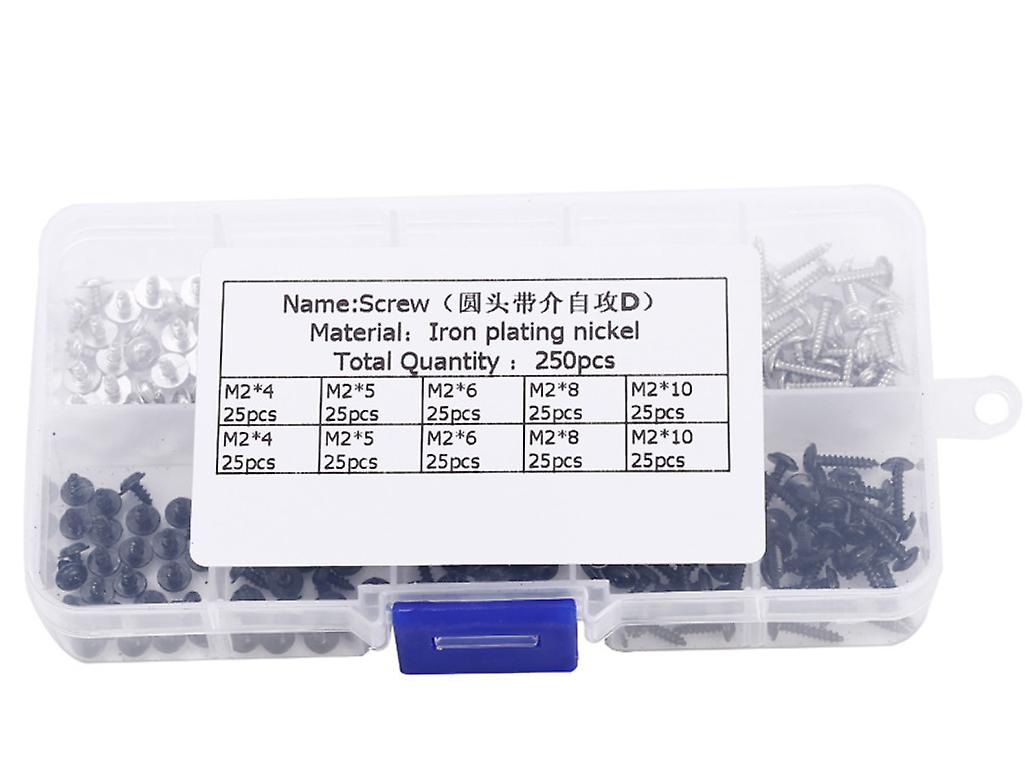 Name:Screw（圆头带介自攻D）
Material：Iron plating nickel
Total Quantity ：250pcs
M2*4 M2*5 M2*6 M2*8 M2*10
25pcs 25pcs 25pcs 25pcs 25pcs
M2*4 M2*5 M2*6 M2*8 M2*10
25pcs 25pcs 25pcs 25pcs 25pcs